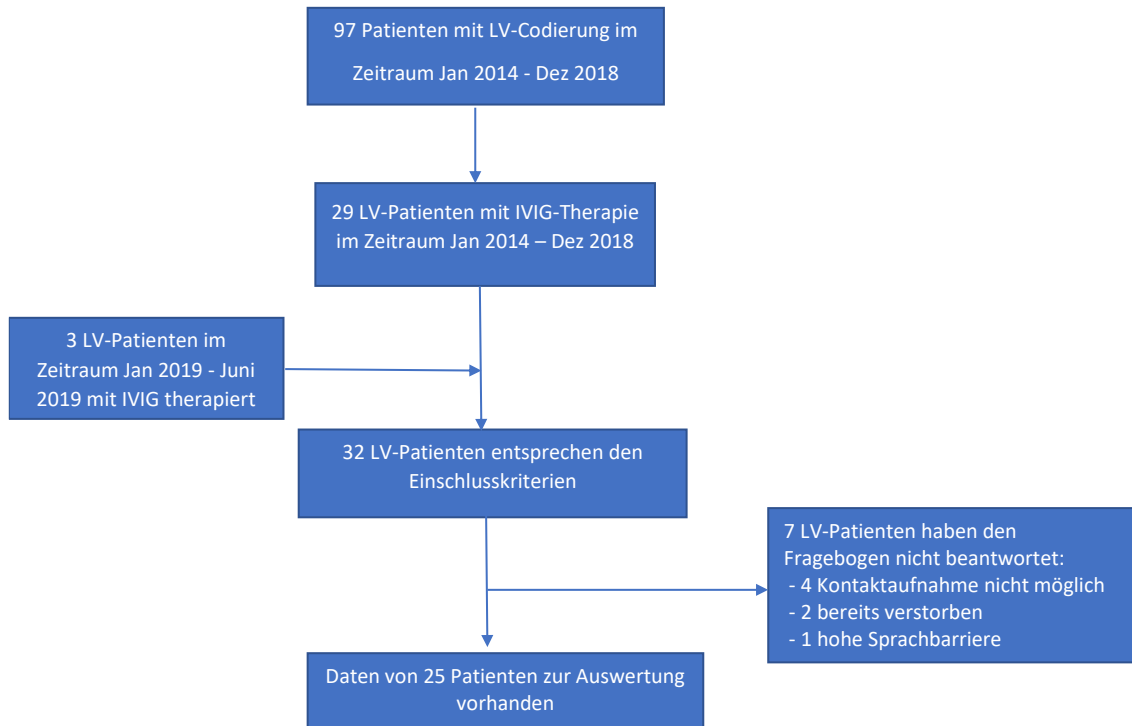 97 Patienten mit LV-Codierung im
Zeitraum Jan 2014 - Dez 2018
29 LV-Patienten mit IVIG-Therapie
im Zeitraum Jan 2014 – Dez 2018
3 LV-Patienten im
Zeitraum Jan 2019 - Juni
2019 mit IVIG therapiert
32 LV-Patienten entsprechen den
Einschlusskriterien
7 LV-Patienten haben den
Fragebogen nicht beantwortet:
- 4 Kontaktaufnahme nicht möglich
- 2 bereits verstorben
- 1 hohe Sprachbarriere
Daten von 25 Patienten zur Auswertung
vorhanden